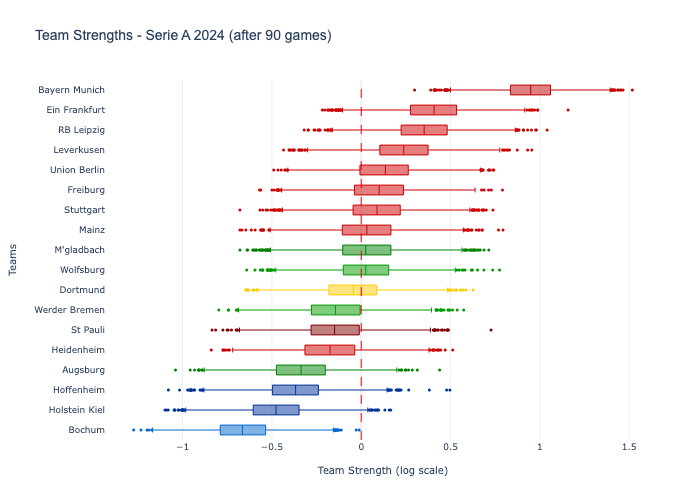 Team Strengths - Serie A 2024 (after 90 games)
Bayern Munich
Ein Frankfurt
RB Leipzig
Leverkusen
Union Berlin
Freiburg
Stuttgart
Mainz
M'gladbach
Wolfsburg
Dortmund
Werder Bremen
St Pauli
Heidenheim
Augsburg
Hoffenheim
Holstein Kiel
Bochum
Teams
−1 −0.5 0 0.5 1 1.5
Team Strength (log scale)